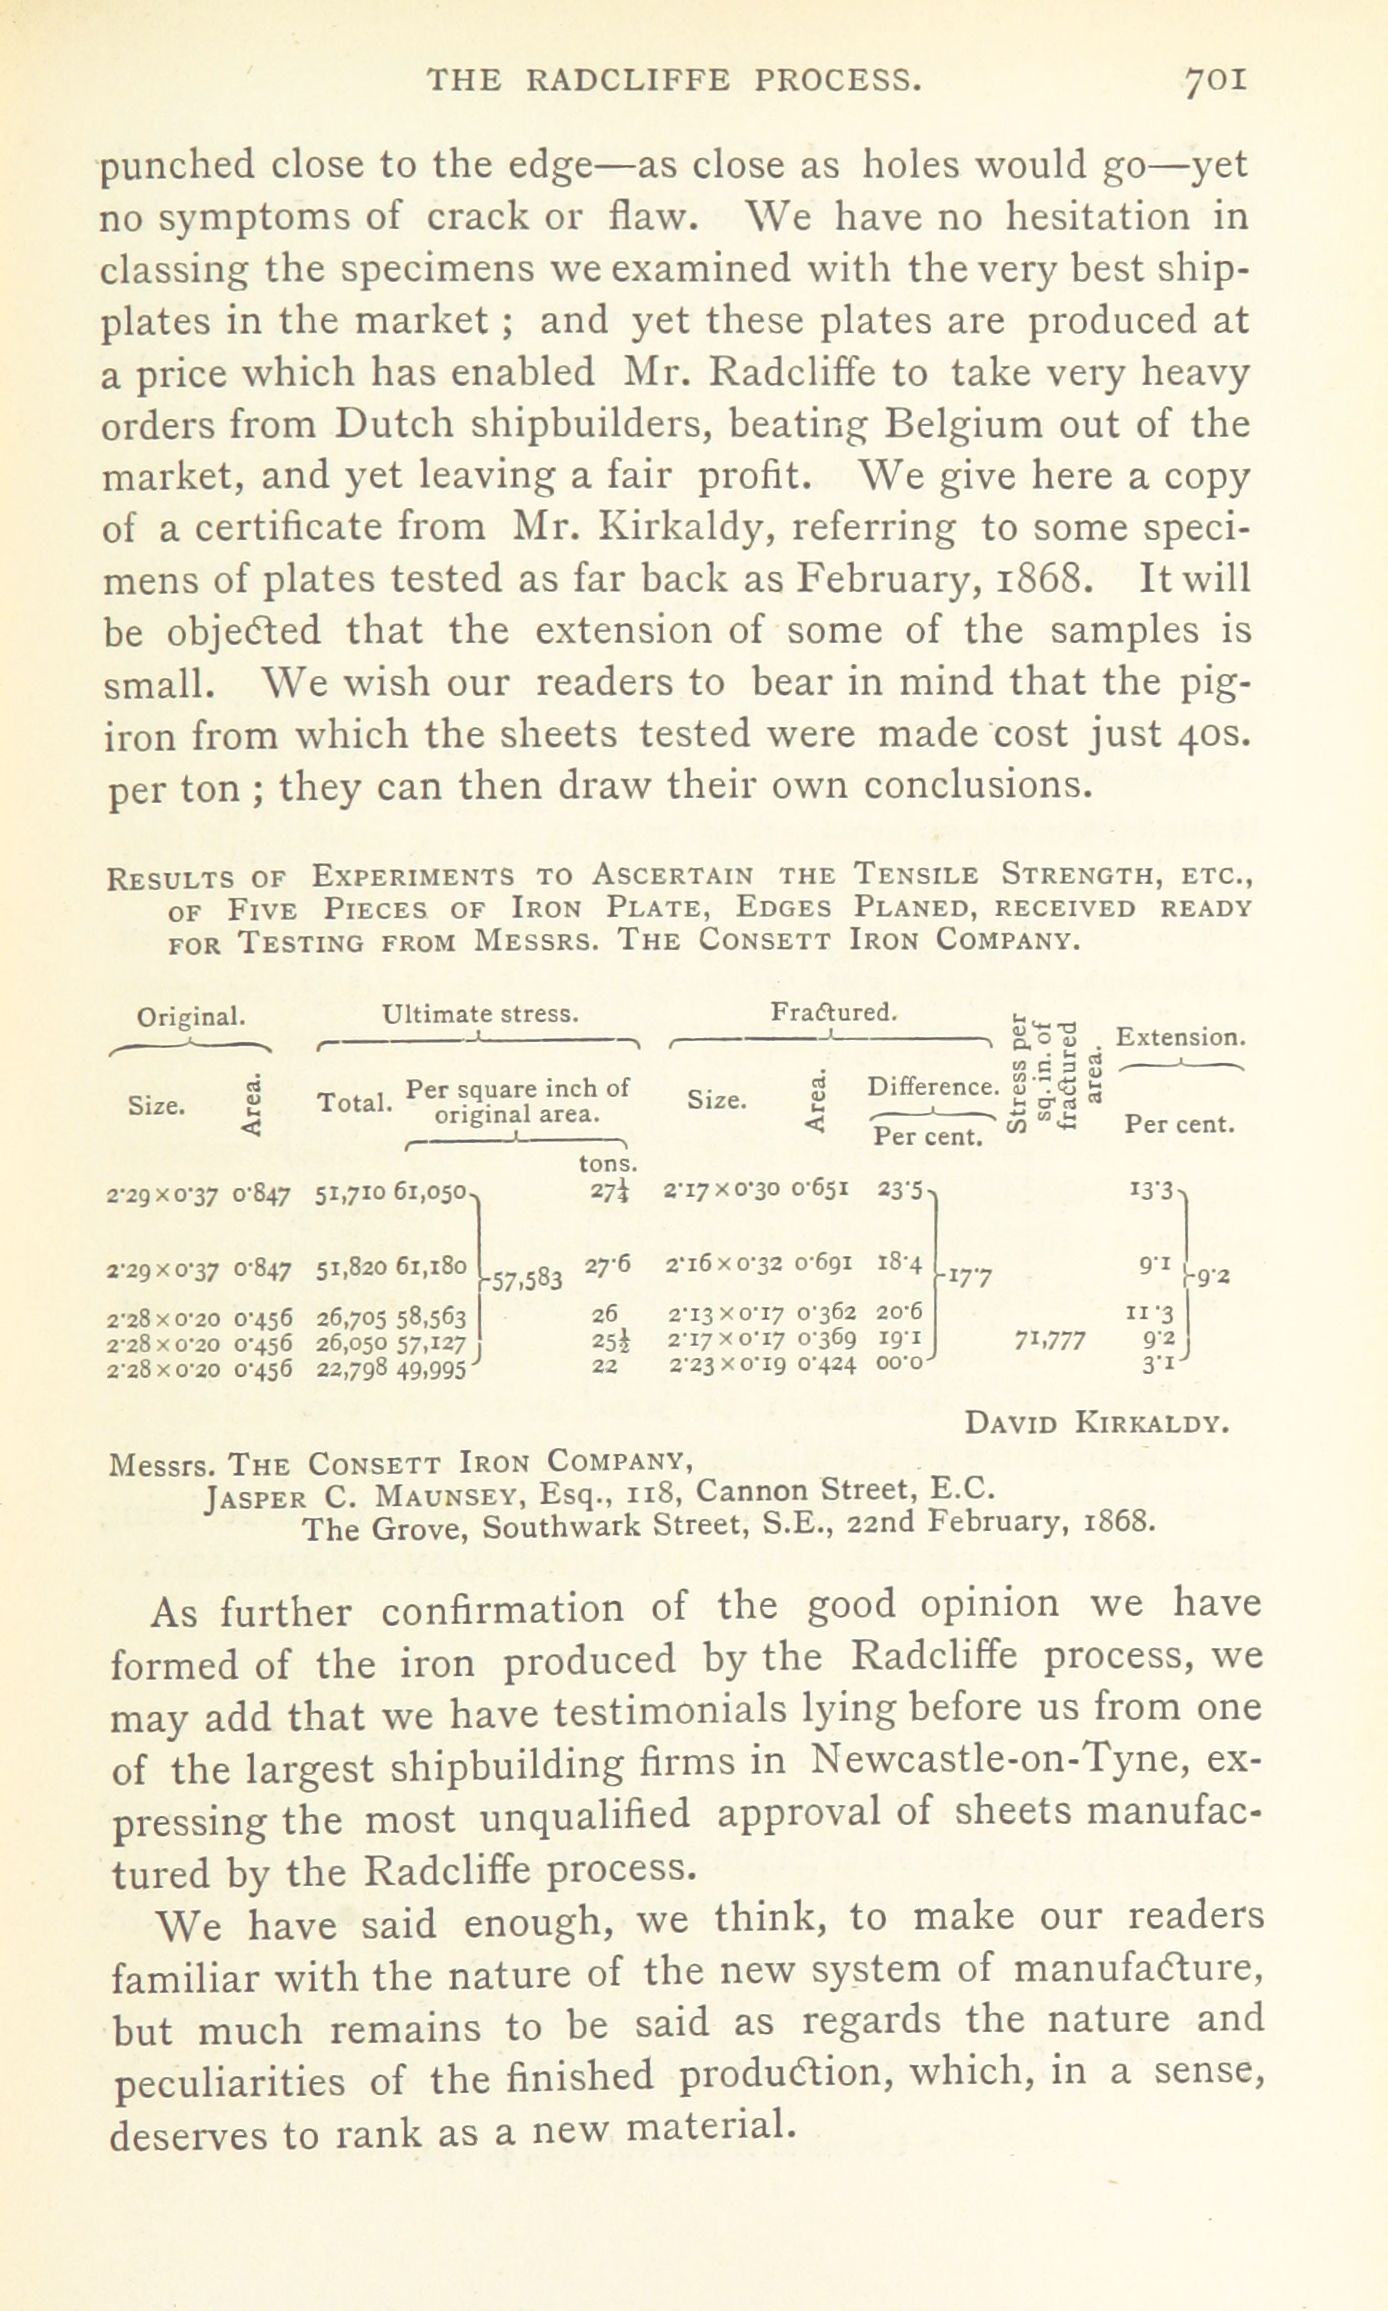 THE RADCLIFFE PROCESS. 701
punched close to the edge—as close as holes would go—yet
no symptoms of crack or flaw. We have no hesitation in
classing the specimens we examined with the very best ship-
plates in the market ; and yet these plates are produced at
a price which has enabled Mr. Radcliffe to take very heavy
orders from Dutch shipbuilders, beating Belgium out of the
market, and yet leaving a fair profit. We give here a copy
of a certificate from Mr. Kirkaldy, referring to some speci-
mens of plates tested as far back as February, 1868. It will
be objected that the extension of some of the samples is
small. We wish our readers to bear in mind that the pig-
iron from which the sheets tested were made cost just 40s.
per ton ; they can then draw their own conclusions.
RESULTS OF EXPERIMENTS TO ASCERTAIN THE TENSILE STRENGTH, ETC.,
OF FIVE PIECES OF IRON PLATE, EDGES PLANED, RECEIVED READY
FOR TESTING FROM MESSRS. THE CONSETT IRON COMPANY.
Original. Ultimate stress. Fractured. Stress per sq. in. of fractured area. Extension.
Size. Area. Total. Per square inch of original area. Size. Area. Difference. Per cent. Per cent.
tons.
2·29 × 0·37 0·847 51,710 61,050 27¼ 2·17 × 0·30 0·651 23·5 13·3
2·29 × 0·37 0·847 51,820 61,180 57,583 27·6 2·16 × 0·32 0·691 18·4 17·7 9·1 9·2
2·28 × 0·20 0·456 26,705 58,563 26 2·13 × 0·17 0·362 20·6 11·3
2·28 × 0·20 0·456 26,050 57,127 25½ 2·17 × 0·17 0·369 19·1 71,777 9·2
2·28 × 0·20 0·456 22,798 49,995 22 2·23 × 0·19 0·424 00·0 3·1
DAVID KIRKALDY.
Messrs. THE CONSETT IRON COMPANY,
JASPER C. MAUNSEY, Esq., 118, Cannon Street, E.C.
The Grove, Southwark Street, S.E., 22nd February, 1868.
As further confirmation of the good opinion we have
formed of the iron produced by the Radcliffe process, we
may add that we have testimonials lying before us from one
of the largest shipbuilding firms in Newcastle-on-Tyne, ex-
pressing the most unqualified approval of sheets manufac-
tured by the Radcliffe process.
We have said enough, we think, to make our readers
familiar with the nature of the new system of manufacture,
but much remains to be said as regards the nature and
peculiarities of the finished production, which, in a sense,
deserves to rank as a new material.